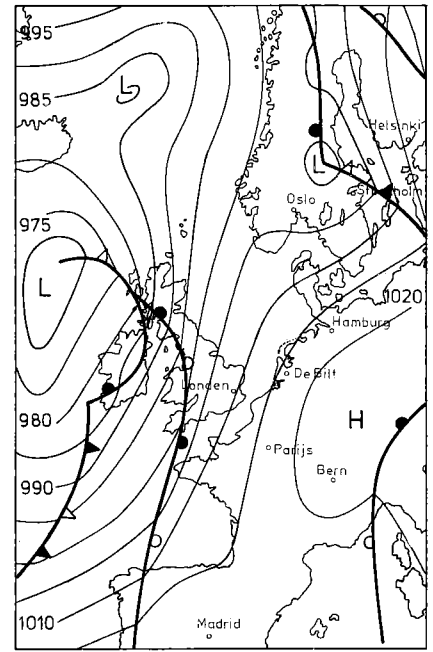 995
L
985
Helsinki
L
Stockholm
Oslo
975
L
1020
Hamburg
De Bilt
Londen
980
H
Parijs
990
Bern
1010
Madrid